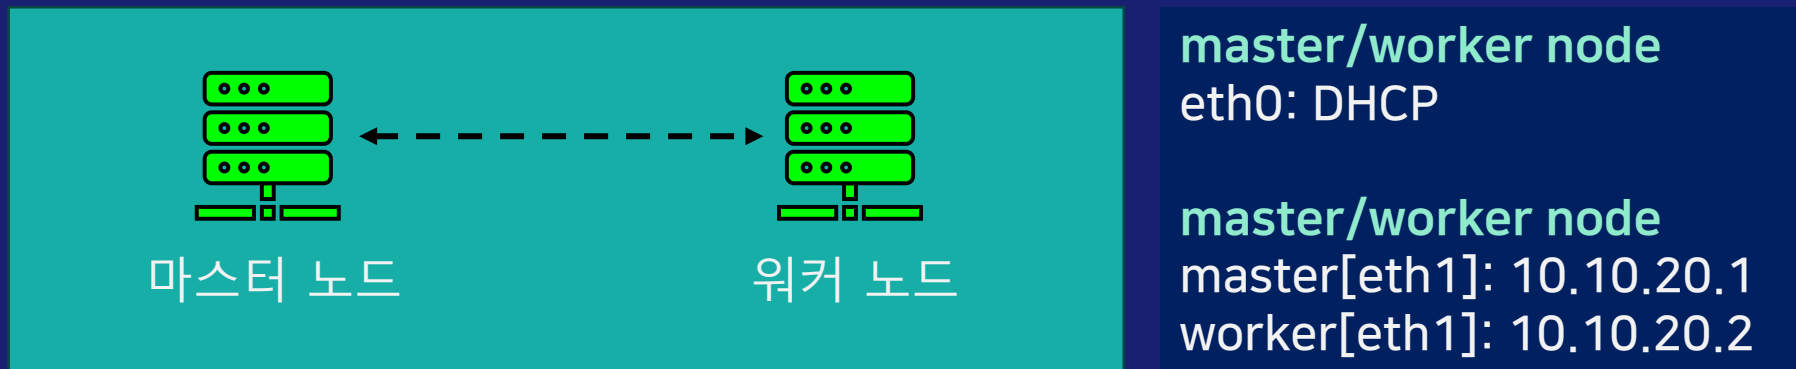 마스터 노드
워커 노드
master/worker node
eth0: DHCP
master/worker node
master[eth1]: 10.10.20.1
worker[eth1]: 10.10.20.2